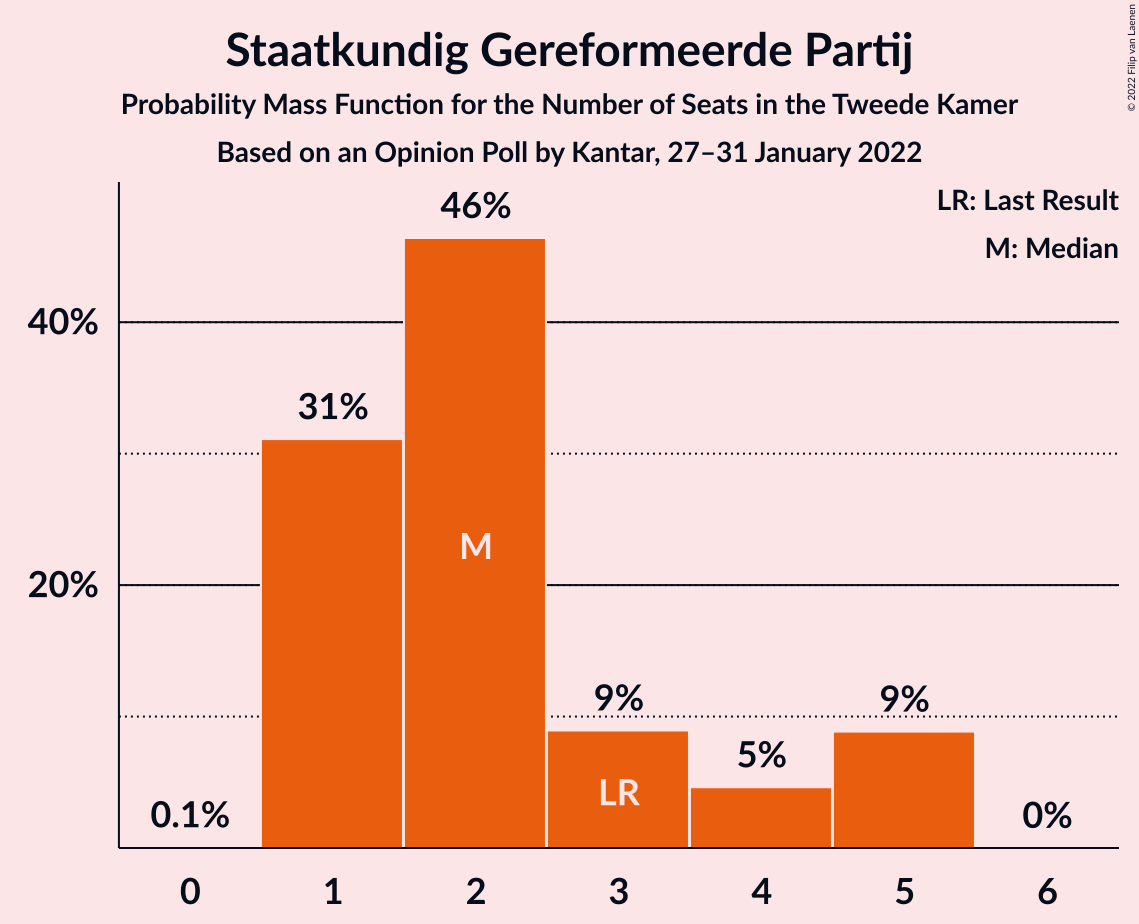 Staatkundig Gereformeerde Partij
Probability Mass Function for the Number of Seats in the Tweede Kamer
Based on an Opinion Poll by Kantar, 27–31 January 2022
© 2022 Filip van Laenen
LR: Last Result
M: Median
46%
40%
31%
M
20%
9%
9%
5%
LR
0.1%
0%
0 1 2 3 4 5 6